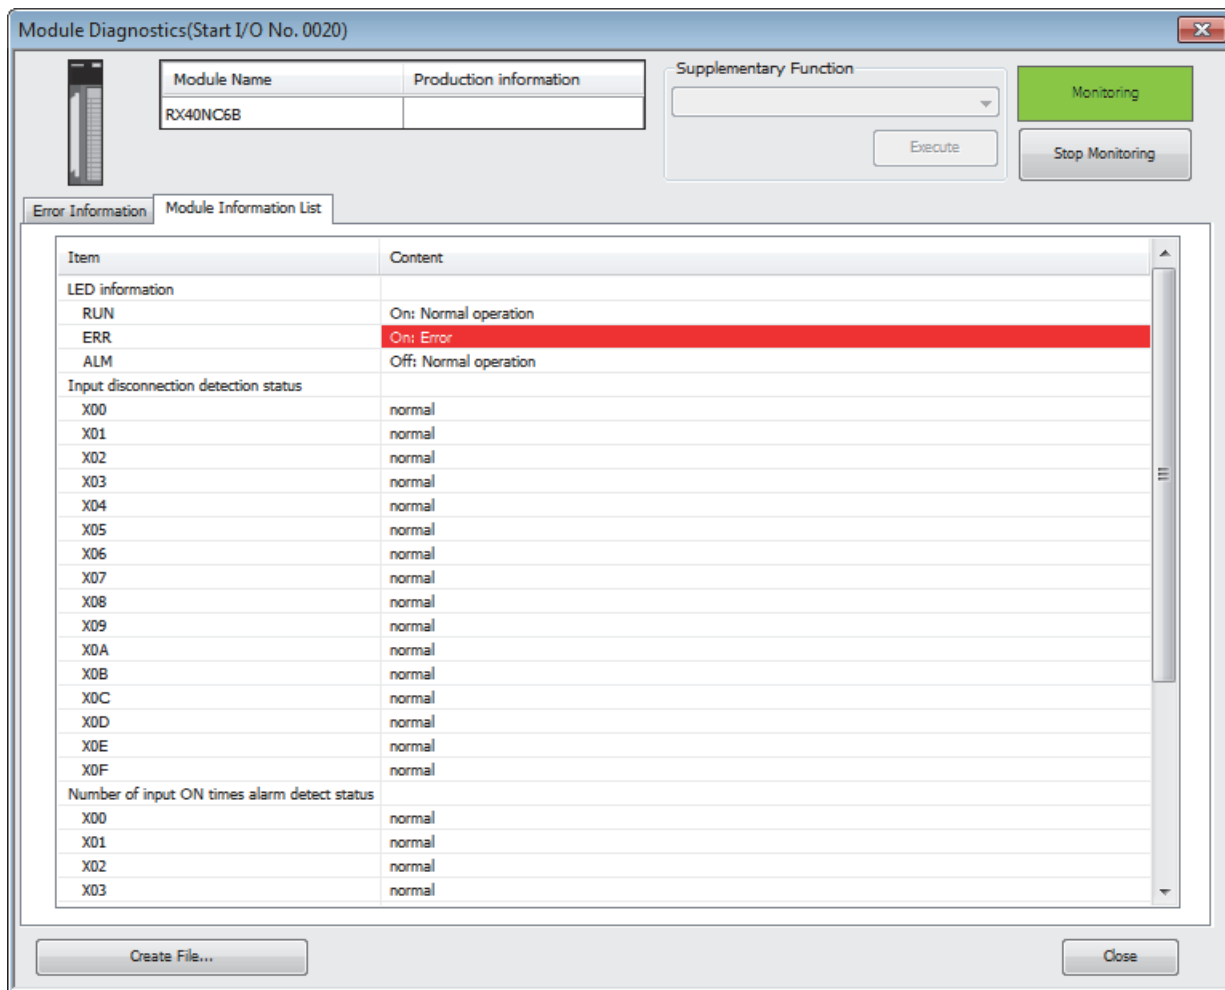 Module Diagnostics(Start I/O No. 0020)
Module Name Production information
RX40NC6B
Supplementary Function
Execute
Monitoring
Stop Monitoring
Error Information Module Information List
Item Content
LED information
RUN On: Normal operation
ERR On: Error
ALM Off: Normal operation
Input disconnection detection status
X00 normal
X01 normal
X02 normal
X03 normal
X04 normal
X05 normal
X06 normal
X07 normal
X08 normal
X09 normal
X0A normal
X0B normal
X0C normal
X0D normal
X0E normal
X0F normal
Number of input ON times alarm detect status
X00 normal
X01 normal
X02 normal
X03 normal
Create File... Close